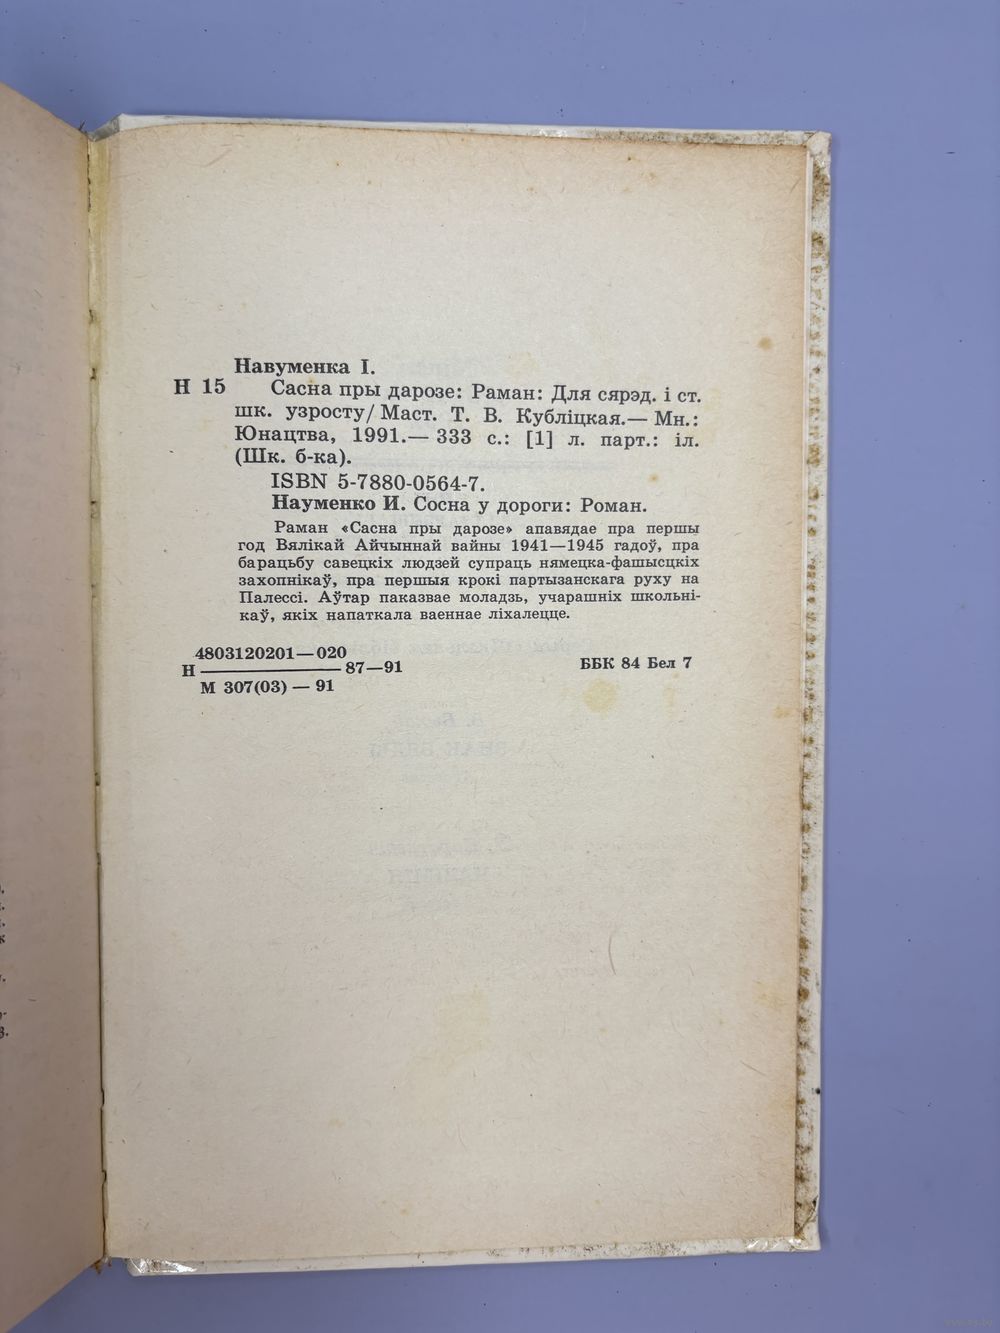 Навуменка І.
Н 15
Сасна пры дарозе: Раман: Для сярэд. і ст.
шк. узросту/ Маст. Т. В. Кубліцкая.— Мн.:
Юнацтва, 1991.— 333 с.: [1] л. парт.: іл.
(Шк. б-ка).
ISBN 5-7880-0564-7.
Науменко И. Сосна у дороги: Роман.
Раман «Сасна пры дарозе» апавядае пра першы
год Вялікай Айчыннай вайны 1941—1945 гадоў, пра
барацьбу савецкіх людзей супраць нямецка-фашысцкіх
захопнікаў, пра першыя крокі партызанскага руху на
Палессі. Аўтар паказвае моладзь, учарашніх школьні-
каў, якіх напаткала ваеннае ліхалецце.
4803120201—020
Н ———— 87—91
М 307(03) — 91
ББК 84 Бел 7